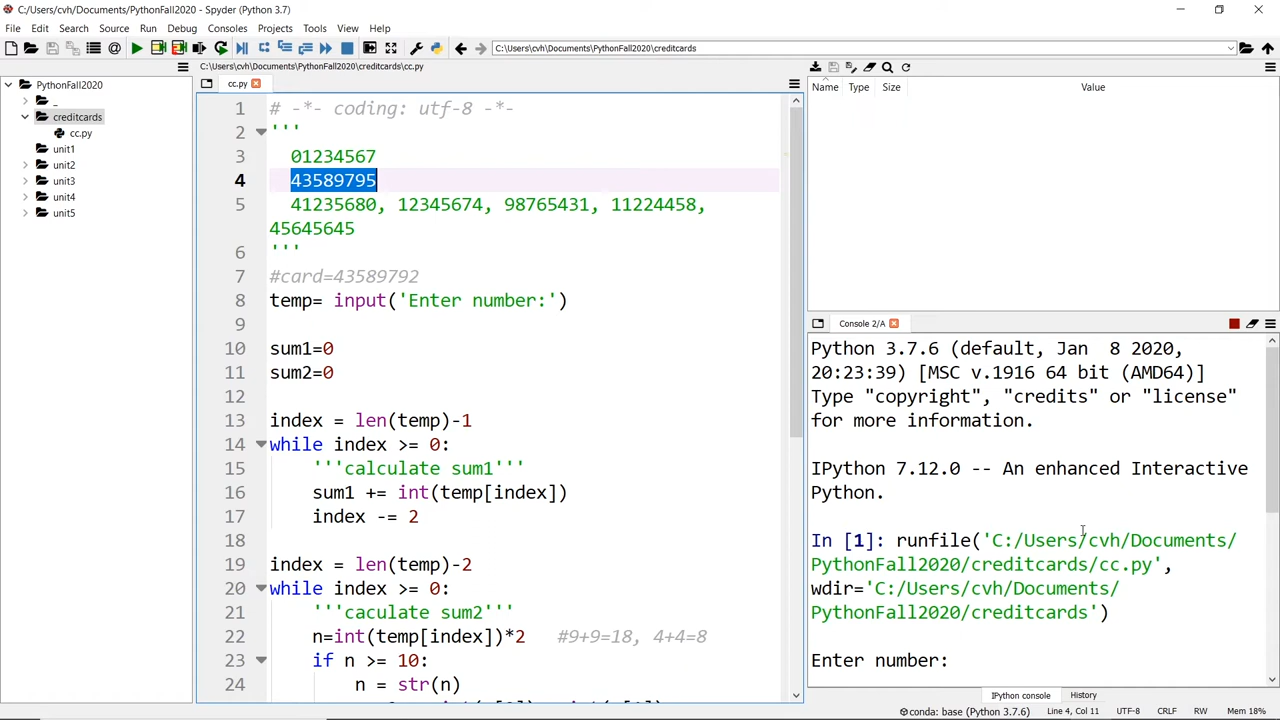 C:/Users/cvh/Documents/PythonFall2020 - Spyder (Python 3.7)
File Edit Search Source Run Debug Consoles Projects Tools View Help
C:\Users\cvh\Documents\PythonFall2020\creditcards
PythonFall2020
_
creditcards
cc.py
unit1
unit2
unit3
unit4
unit5
C:\Users\cvh\Documents\PythonFall2020\creditcards\cc.py
cc.py
1 # -*- coding: utf-8 -*-
2 '''
3 01234567
4 43589795
5 41235680, 12345674, 98765431, 11224458,
45645645
6 '''
7 #card=43589792
8 temp= input('Enter number:')
9
10 sum1=0
11 sum2=0
12
13 index = len(temp)-1
14 while index >= 0:
15 '''calculate sum1'''
16 sum1 += int(temp[index])
17 index -= 2
18
19 index = len(temp)-2
20 while index >= 0:
21 '''caculate sum2'''
22 n=int(temp[index])*2 #9+9=18, 4+4=8
23 if n >= 10:
24 n = str(n)
Name Type Size Value
Console 2/A
Python 3.7.6 (default, Jan 8 2020,
20:23:39) [MSC v.1916 64 bit (AMD64)]
Type "copyright", "credits" or "license"
for more information.
IPython 7.12.0 -- An enhanced Interactive
Python.
In [1]: runfile('C:/Users/cvh/Documents/
PythonFall2020/creditcards/cc.py',
wdir='C:/Users/cvh/Documents/
PythonFall2020/creditcards')
Enter number:
IPython console History
conda: base (Python 3.7.6) Line 4, Col 11 UTF-8 CRLF RW Mem 18%